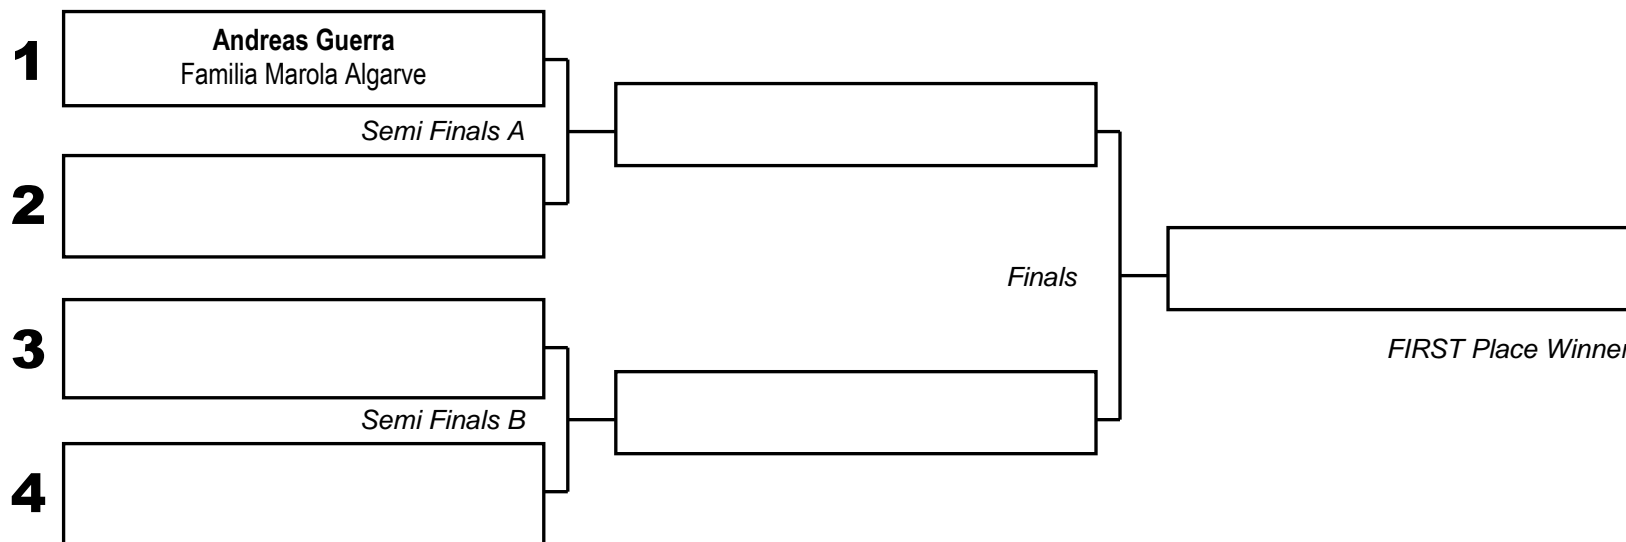 1
Andreas Guerra
Familia Marola Algarve
Semi Finals A
2
Finals
3
FIRST Place Winner
Semi Finals B
4